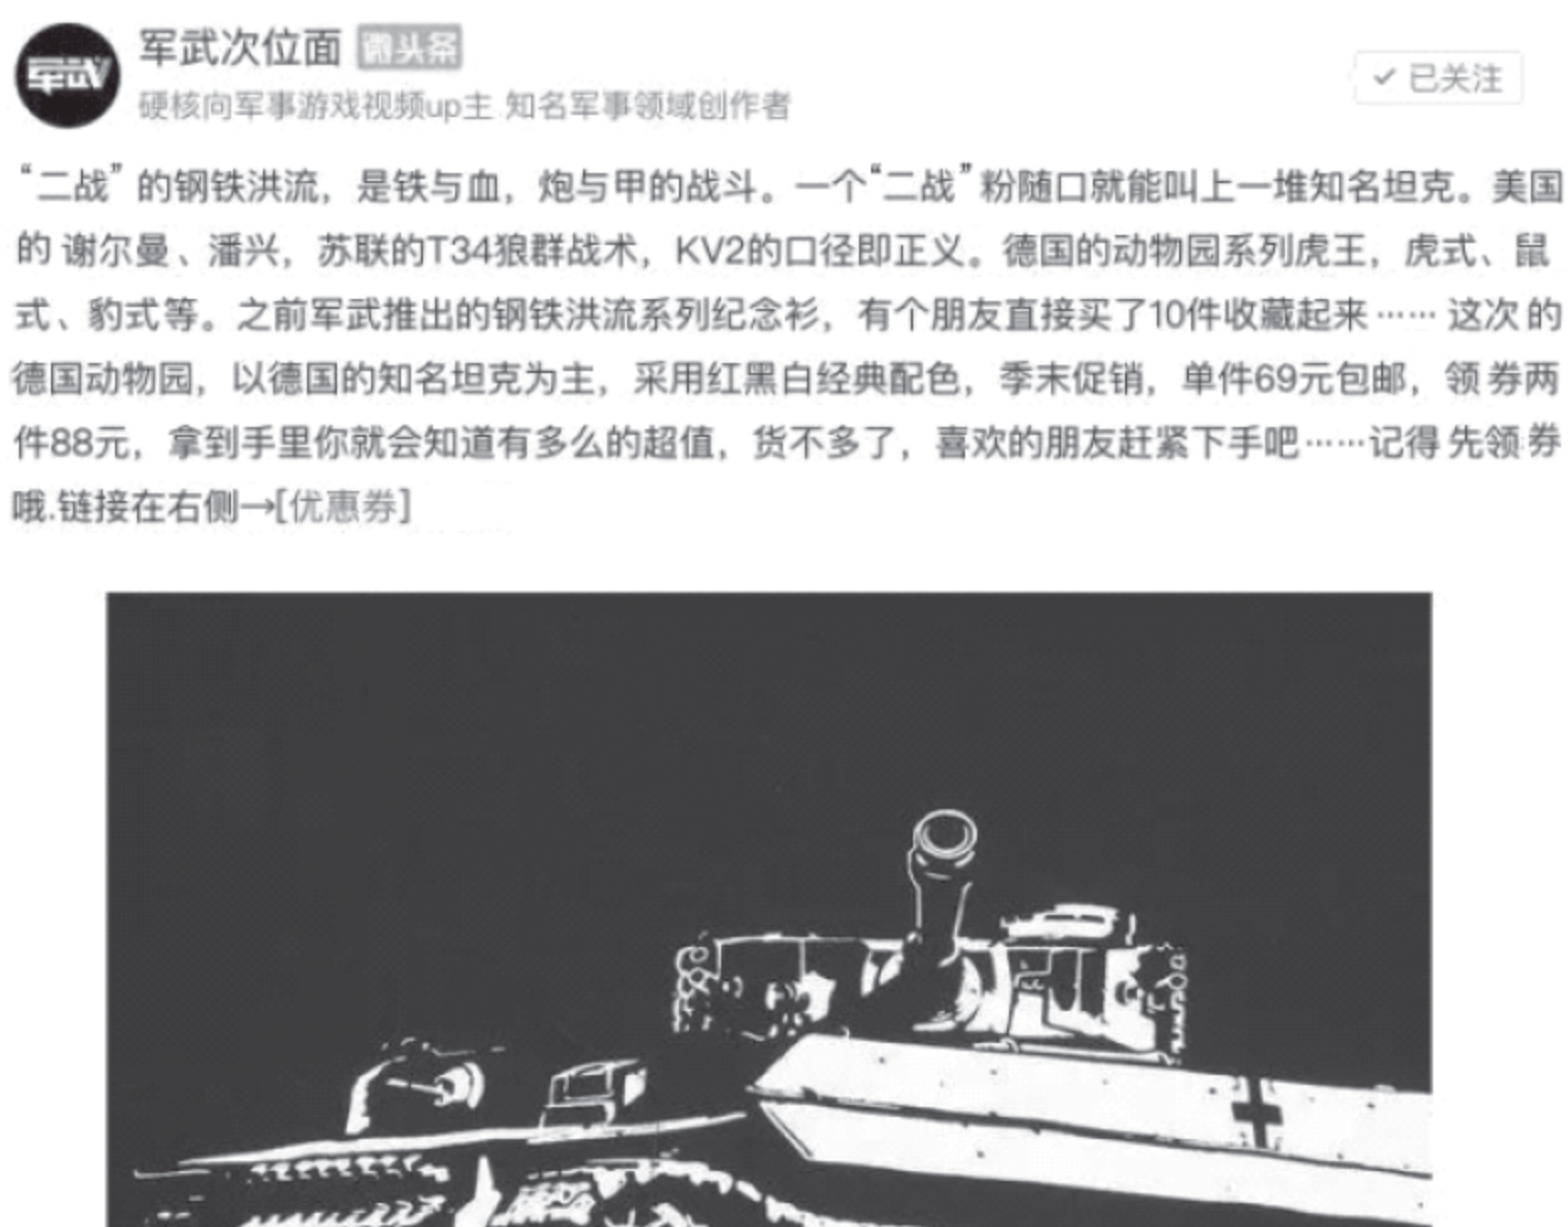 军武V
军武次位面 微头条
硬核向军事游戏视频up主 知名军事领域创作者
✓ 已关注
“二战” 的钢铁洪流，是铁与血，炮与甲的战斗。一个“二战”粉随口就能叫上一堆知名坦克。美国
的 谢尔曼、潘兴，苏联的T34狼群战术，KV2的口径即正义。德国的动物园系列虎王，虎式、鼠
式、豹式等。之前军武推出的钢铁洪流系列纪念衫，有个朋友直接买了10件收藏起来……这次 的
德国动物园，以德国的知名坦克为主，采用红黑白经典配色，季末促销，单件69元包邮，领 券两
件88元，拿到手里你就会知道有多么的超值，货不多了，喜欢的朋友赶紧下手吧……记得 先领 券
哦.链接在右侧→[优惠券]